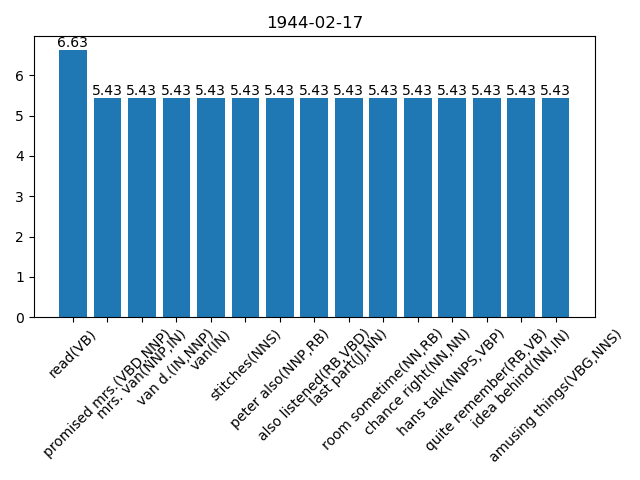 1944-02-17
6.63
5.43 5.43 5.43 5.43 5.43 5.43 5.43 5.43 5.43 5.43 5.43 5.43 5.43 5.43
6
5
4
3
2
1
0
read(VB)
promised mrs.(VBD,NNP)
mrs. van(NNP,IN)
van d.(IN,NNP)
van(IN)
stitches(NNS)
peter also(NNP,RB)
also listened(RB,VBD)
last part(JJ,NN)
room sometime(NN,RB)
chance right(NN,NN)
hans talk(NNPS,VBP)
quite remember(RB,VB)
idea behind(NN,IN)
amusing things(VBG,NNS)